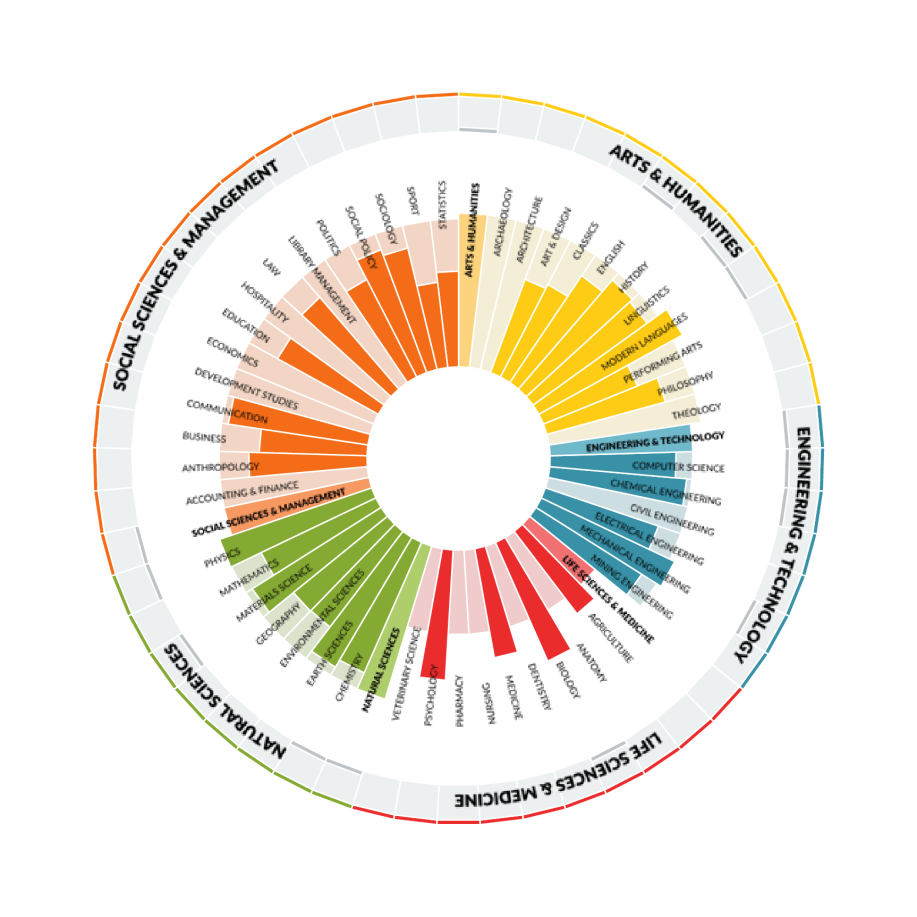 ARTS & HUMANITIES
ENGINEERING & TECHNOLOGY
LIFE SCIENCES & MEDICINE
NATURAL SCIENCES
SOCIAL SCIENCES & MANAGEMENT
ARTS & HUMANITIES
ARCHAEOLOGY
ARCHITECTURE
ART & DESIGN
CLASSICS
ENGLISH
HISTORY
LINGUISTICS
MODERN LANGUAGES
PERFORMING ARTS
PHILOSOPHY
THEOLOGY
ENGINEERING & TECHNOLOGY
COMPUTER SCIENCE
CHEMICAL ENGINEERING
CIVIL ENGINEERING
ELECTRICAL ENGINEERING
MECHANICAL ENGINEERING
MINING ENGINEERING
LIFE SCIENCES & MEDICINE
AGRICULTURE
ANATOMY
BIOLOGY
DENTISTRY
MEDICINE
NURSING
PHARMACY
PSYCHOLOGY
VETERINARY SCIENCE
NATURAL SCIENCES
CHEMISTRY
EARTH SCIENCES
ENVIRONMENTAL SCIENCES
GEOGRAPHY
MATERIALS SCIENCE
MATHEMATICS
PHYSICS
SOCIAL SCIENCES & MANAGEMENT
ACCOUNTING & FINANCE
ANTHROPOLOGY
BUSINESS
COMMUNICATION
DEVELOPMENT STUDIES
ECONOMICS
EDUCATION
HOSPITALITY
LAW
LIBRARY MANAGEMENT
POLITICS
SOCIAL POLICY
SOCIOLOGY
SPORT
STATISTICS